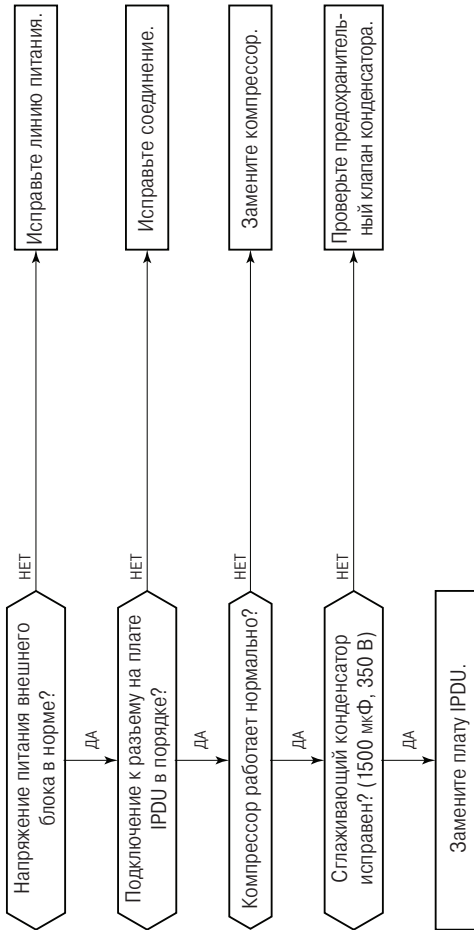 Напряжение питания внешнего
блока в норме?
НЕТ
Исправьте линию питания.
ДА
Подключение к разъему на плате
IPDU в порядке?
НЕТ
Исправьте соединение.
ДА
Компрессор работает нормально?
НЕТ
Замените компрессор.
ДА
Сглаживающий конденсатор
исправен? (1500 мкФ, 350 В)
НЕТ
Проверьте предохранитель-
ный клапан конденсатора.
ДА
Замените плату IPDU.